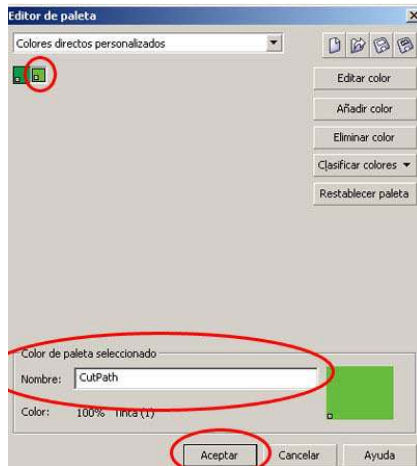 Editor de paleta
Colores directos personalizados
Editar color
Añadir color
Eliminar color
Clasificar colores
Restablecer paleta
Color de paleta seleccionado
Nombre: CutPath
Color: 100% Tinta (1)
Aceptar Cancelar Ayuda